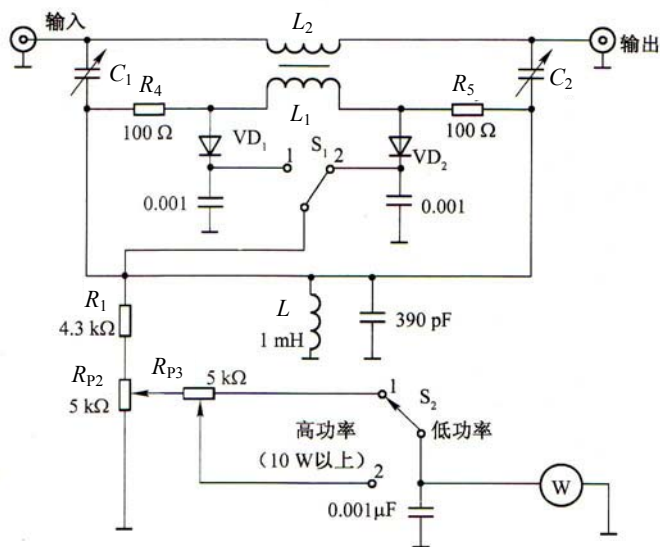 输入
L2
输出
C1
R4
R5
C2
100 Ω
L1
100 Ω
VD1
1
S1
2
VD2
0.001
0.001
R1
4.3 kΩ
L
1 mH
390 pF
RP2
5 kΩ
RP3
5 kΩ
1
S2
高功率
(10 W以上)
低功率
2
0.001μF
W